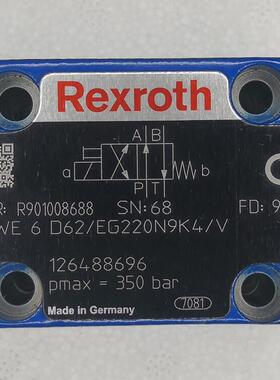 Rexroth
A B
a b
P T
R: R901008688 SN:68 FD: 9
WE 6 D62/EG220N9K4/V
126488696
pmax = 350 bar
Made in Germany 7081